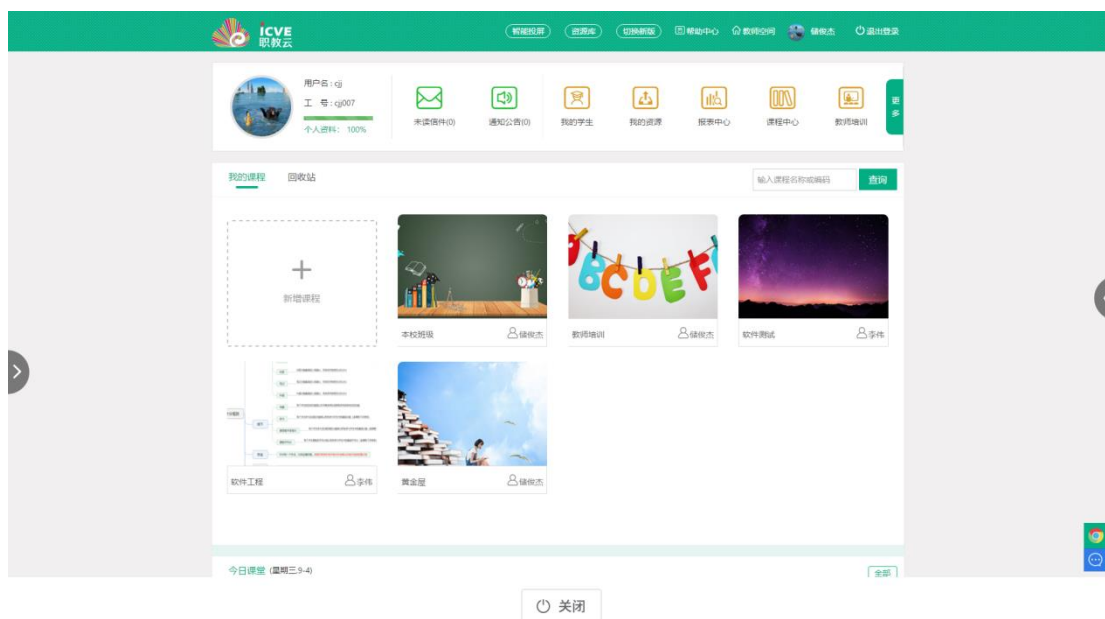 icve
职教云
智能投屏
资源库
切换新版
帮助中心
教师空间
储俊杰
退出登录
用户名：cjj
工 号：cjj007
个人资料： 100%
未读信件(0)
通知公告(0)
我的学生
我的资源
报表中心
课程中心
教师培训
更多
我的课程
回收站
输入课程名称或编码
查询
新增课程
本校班级
储俊杰
BCDEF
教师培训
储俊杰
软件测试
李伟
软件工程
李伟
黄金屋
储俊杰
今日课堂 (星期三.9-4)
全部
关闭